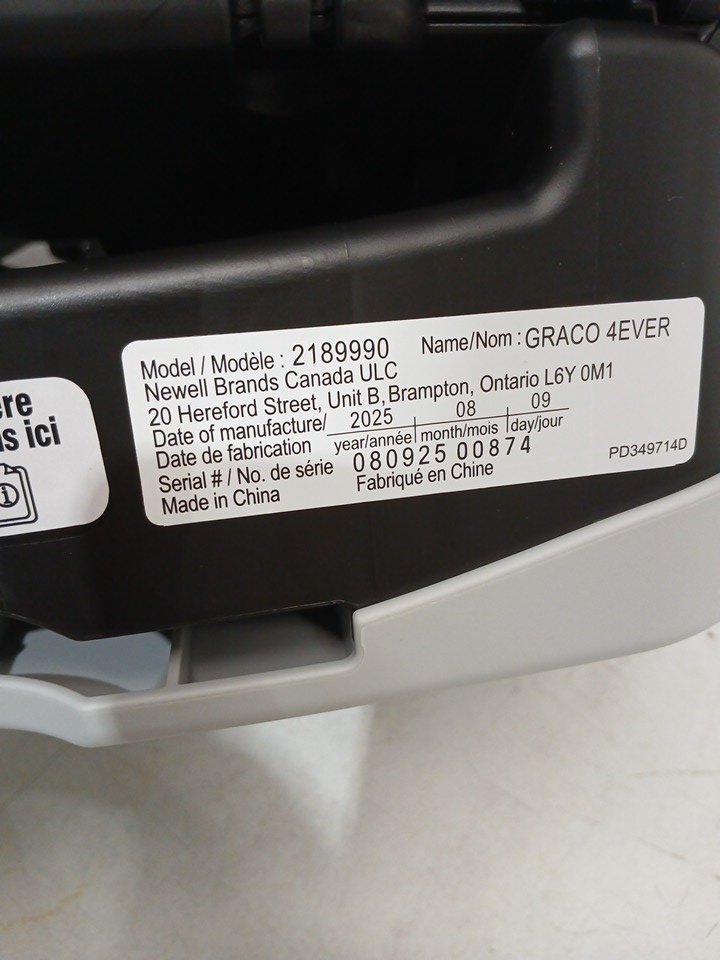 Model / Modèle : 2189990 Name/Nom : GRACO 4EVER
Newell Brands Canada ULC
20 Hereford Street, Unit B, Brampton, Ontario L6Y 0M1
Date of manufacture/ 2025 08 09
Date de fabrication year/année month/mois day/jour
Serial # / No. de série 080925 00874
Made in China Fabriqué en Chine PD349714D
ici